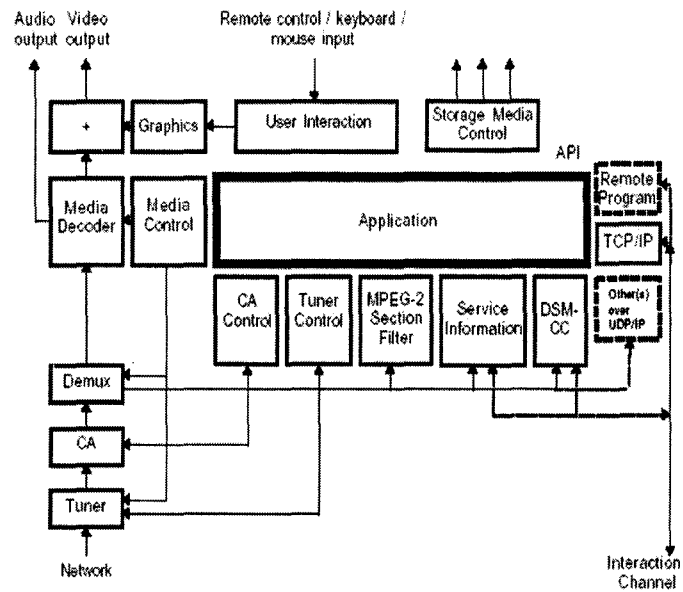 Audio Video
output output
Remote control / keyboard /
mouse input
+
Graphics
User Interaction
Storage Media
Control
API
Media
Decoder
Media
Control
Application
Remote
Program
TCP/IP
CA
Control
Tuner
Control
MPEG-2
Section
Filter
Service
Information
DSM-
CC
Other(s)
over
UDP/IP
Demux
CA
Tuner
Network
Interaction
Channel